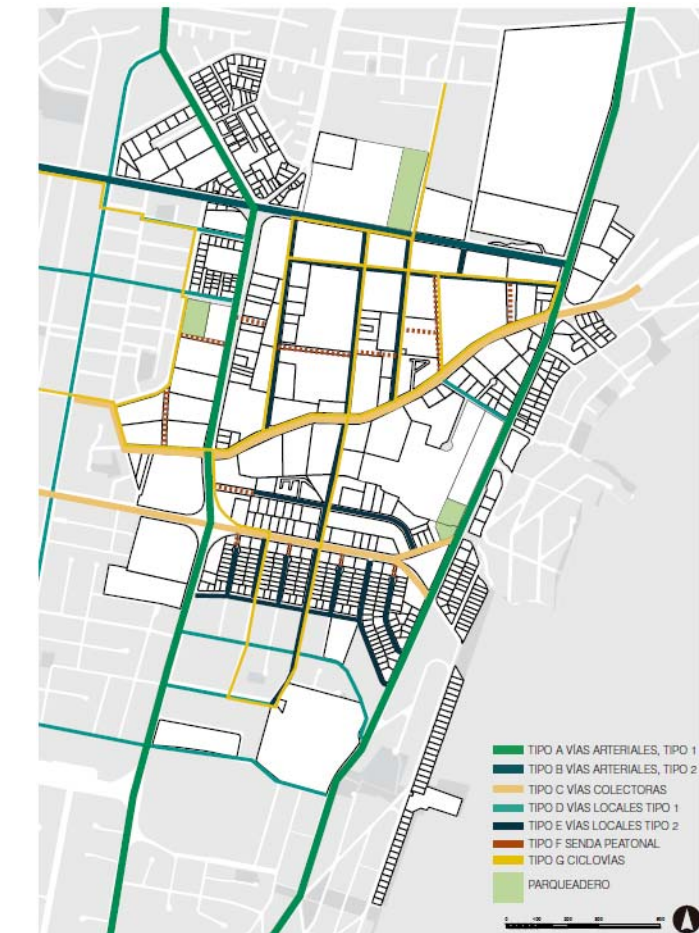 TIPO A VÍAS ARTERIALES, TIPO 1
TIPO B VÍAS ARTERIALES, TIPO 2
TIPO C VÍAS COLECTORAS
TIPO D VÍAS LOCALES TIPO 1
TIPO E VÍAS LOCALES TIPO 2
TIPO F SENDA PEATONAL
TIPO G CICLOVÍAS
PARQUEADERO